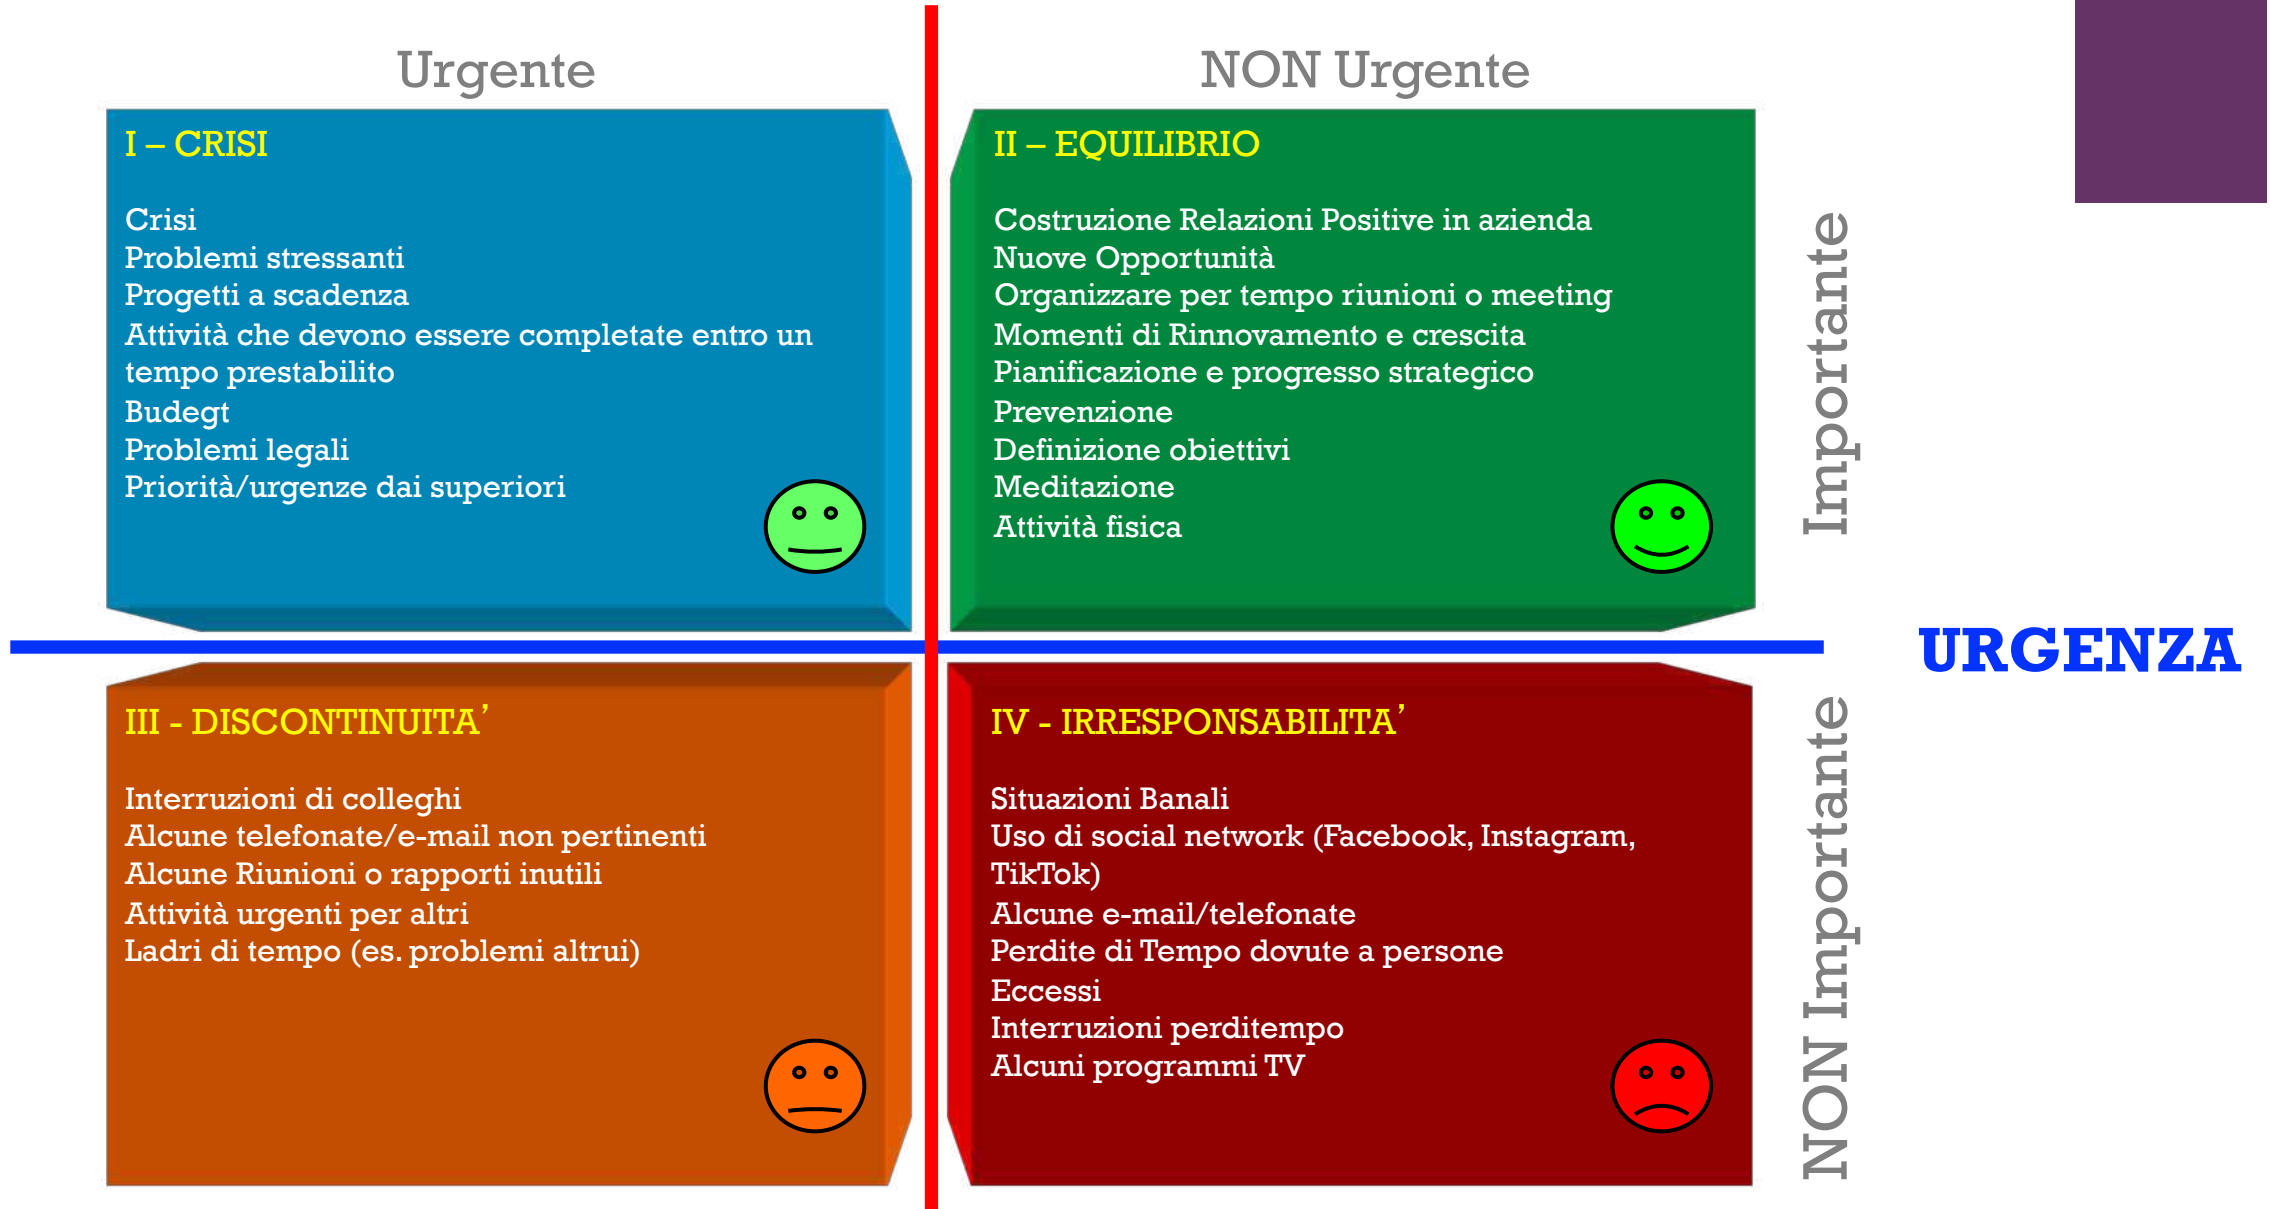 Urgente
NON Urgente
I – CRISI
Crisi
Problemi stressanti
Progetti a scadenza
Attività che devono essere completate entro un
tempo prestabilito
Budegt
Problemi legali
Priorità/urgenze dai superiori
II – EQUILIBRIO
Costruzione Relazioni Positive in azienda
Nuove Opportunità
Organizzare per tempo riunioni o meeting
Momenti di Rinnovamento e crescita
Pianificazione e progresso strategico
Prevenzione
Definizione obiettivi
Meditazione
Attività fisica
Importante
URGENZA
III - DISCONTINUITA’
Interruzioni di colleghi
Alcune telefonate/e-mail non pertinenti
Alcune Riunioni o rapporti inutili
Attività urgenti per altri
Ladri di tempo (es. problemi altrui)
IV - IRRESPONSABILITA’
Situazioni Banali
Uso di social network (Facebook, Instagram,
TikTok)
Alcune e-mail/telefonate
Perdite di Tempo dovute a persone
Eccessi
Interruzioni perditempo
Alcuni programmi TV
NON Importante